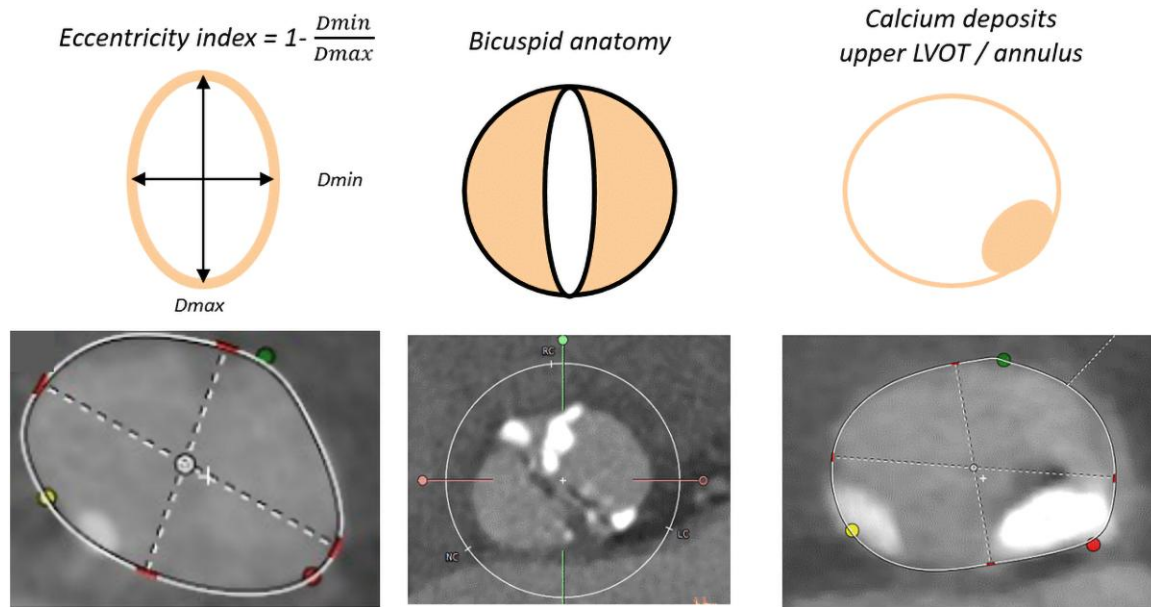 Eccentricity index = 1- Dmin/Dmax
Bicuspid anatomy
Calcium deposits
upper LVOT / annulus
Dmin
Dmax
RC
NC
LC